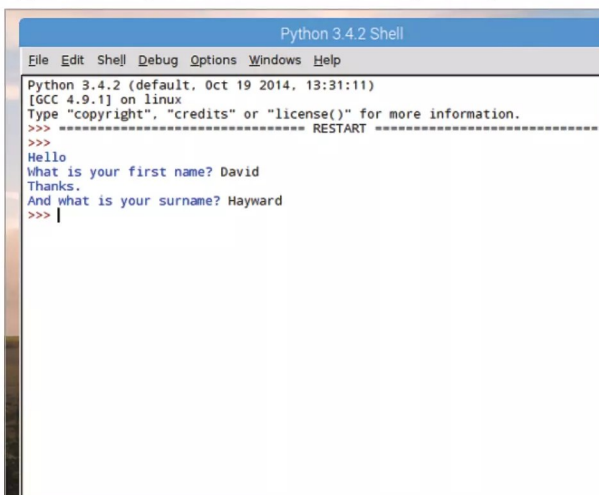 Python 3.4.2 Shell
File Edit Shell Debug Options Windows Help
Python 3.4.2 (default, Oct 19 2014, 13:31:11)
[GCC 4.9.1] on linux
Type "copyright", "credits" or "license()" for more information.
>>> ================================ RESTART ================================
>>>
Hello
What is your first name? David
Thanks.
And what is your surname? Hayward
>>>